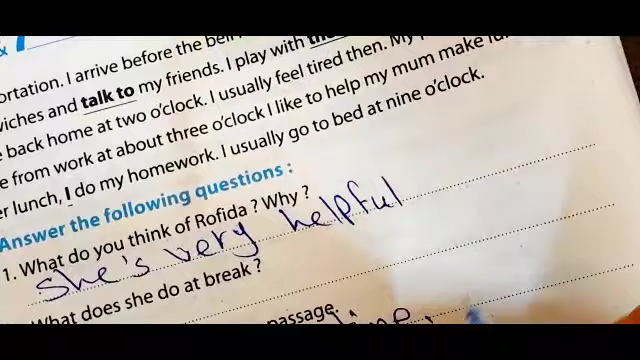 & 7
ortation. I arrive before the bell
wiches and talk to my friends. I play with
back home at two o'clock. I usually feel tired then. My
e from work at about three o'clock I like to help my mum make
er lunch, I do my homework. I usually go to bed at nine o'clock.
Answer the following questions :
1. What do you think of Rofida ? Why ?
She's very helpful
What does she do at break ?
passage.